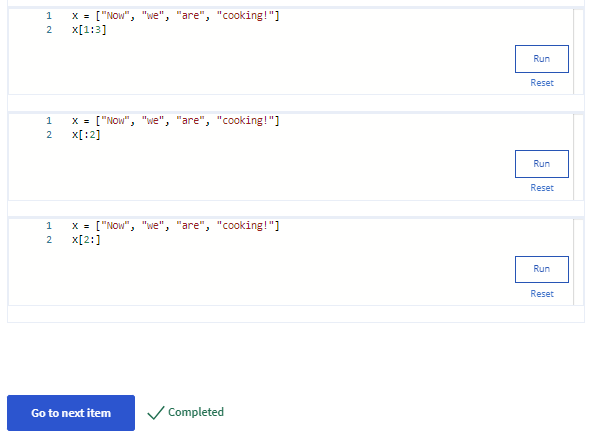 1 x = ["Now", "we", "are", "cooking!"]
2 x[1:3]
Run
Reset
1 x = ["Now", "we", "are", "cooking!"]
2 x[:2]
Run
Reset
1 x = ["Now", "we", "are", "cooking!"]
2 x[2:]
Run
Reset
Go to next item Completed